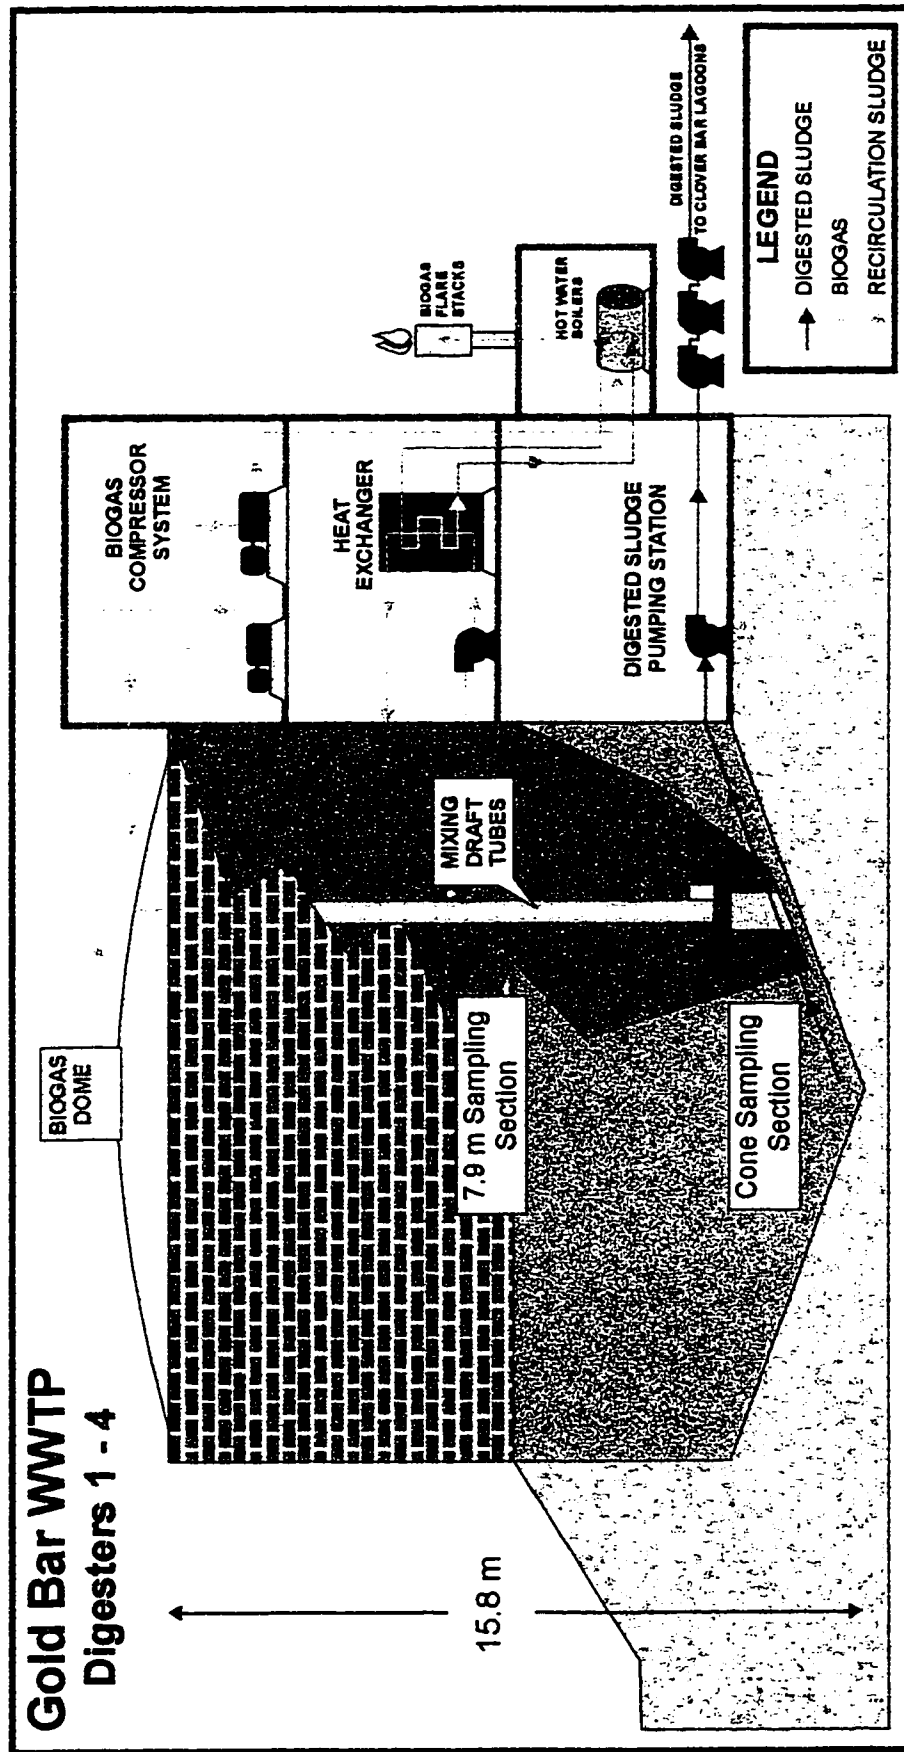 Gold Bar WWTP
Digesters 1 - 4
15.8 m
BIOGAS
DOME
7.9 m Sampling
Section
Cone Sampling
Section
MIXING
DRAFT
TUBES
BIOGAS
COMPRESSOR
SYSTEM
HEAT
EXCHANGER
DIGESTED SLUDGE
PUMPING STATION
BIOGAS
FLARE
STACKS
HOT WATER
BOILERS
DIGESTED SLUDGE
TO CLOVER BAR LAGOONS
LEGEND
DIGESTED SLUDGE
BIOGAS
RECIRCULATION SLUDGE